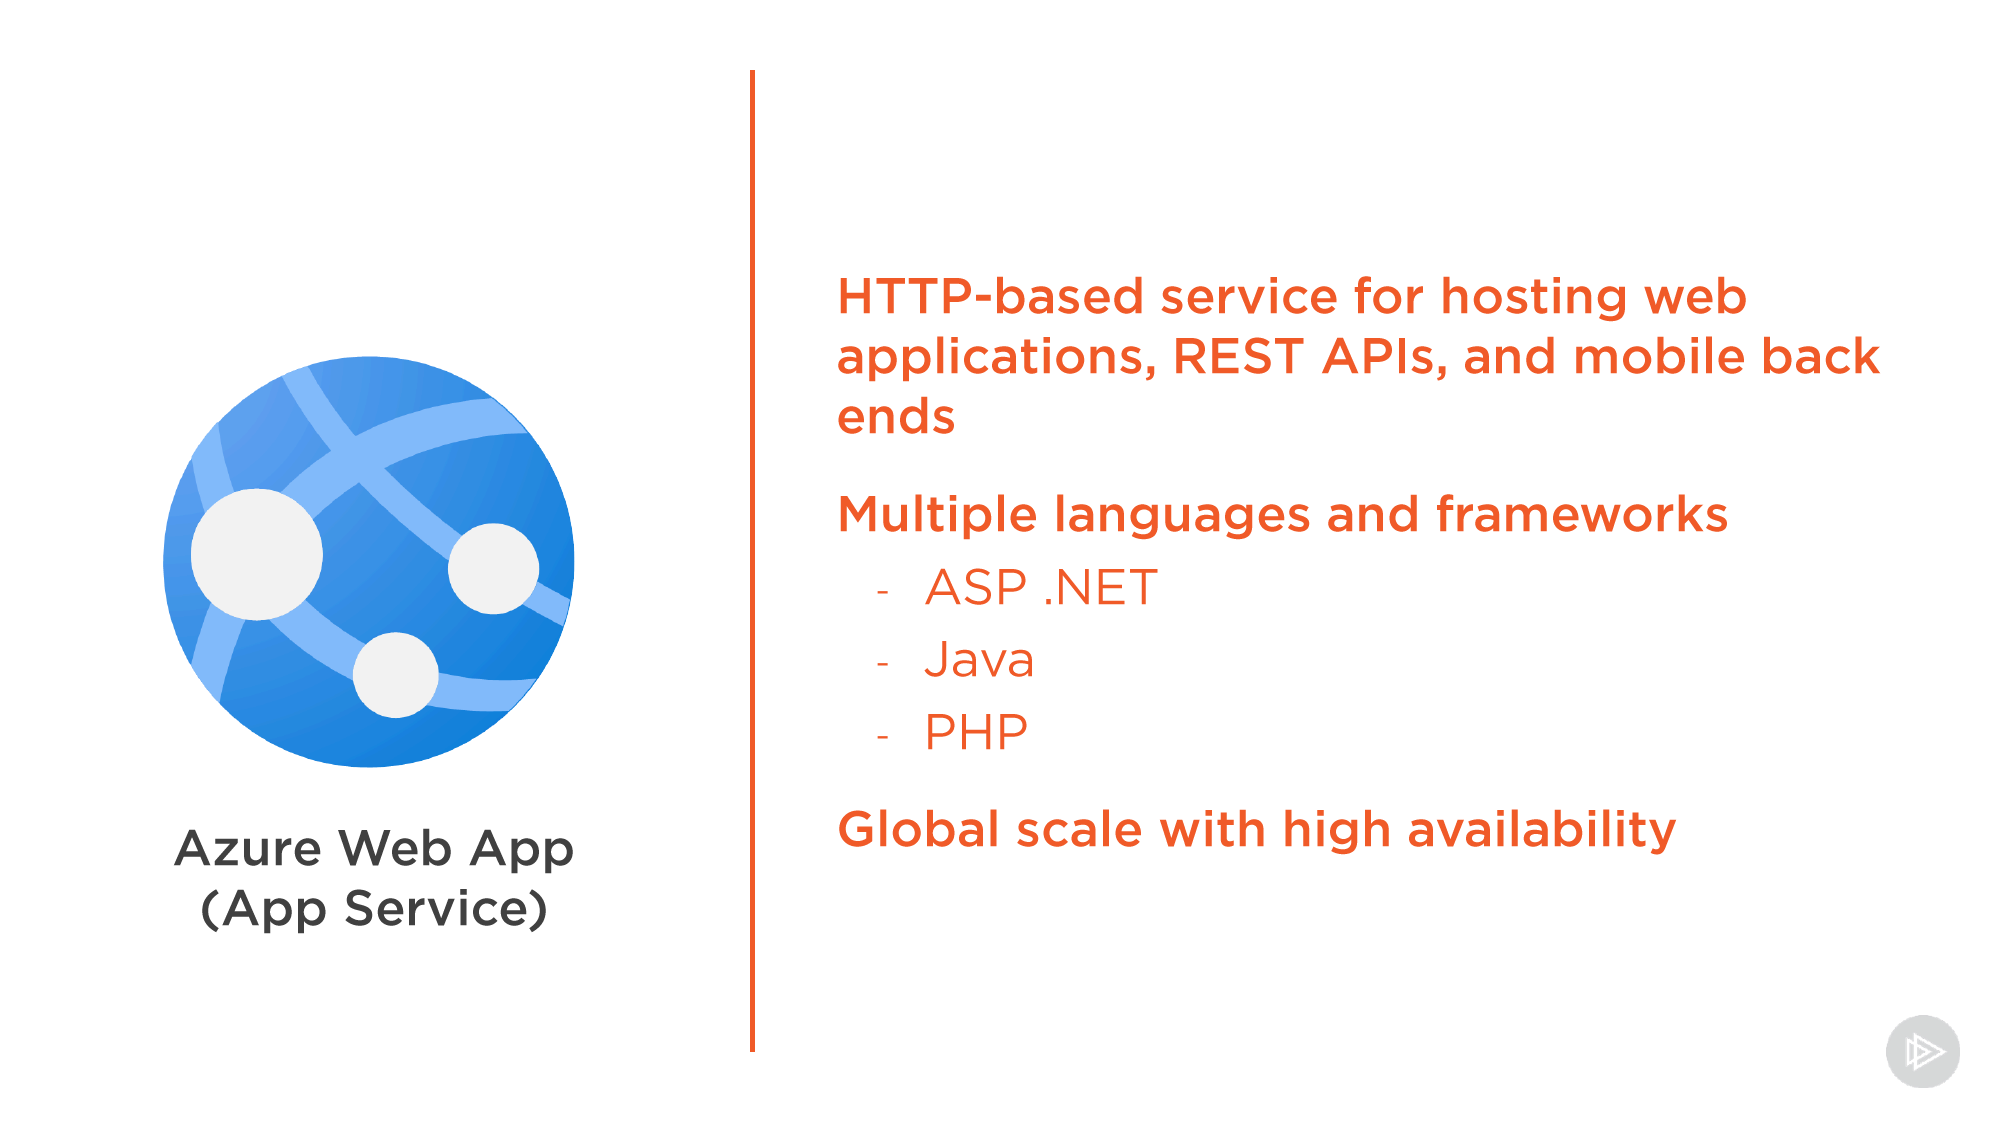 HTTP-based service for hosting web
applications, REST APIs, and mobile back
ends
Multiple languages and frameworks
- ASP .NET
- Java
- PHP
Global scale with high availability
Azure Web App
(App Service)